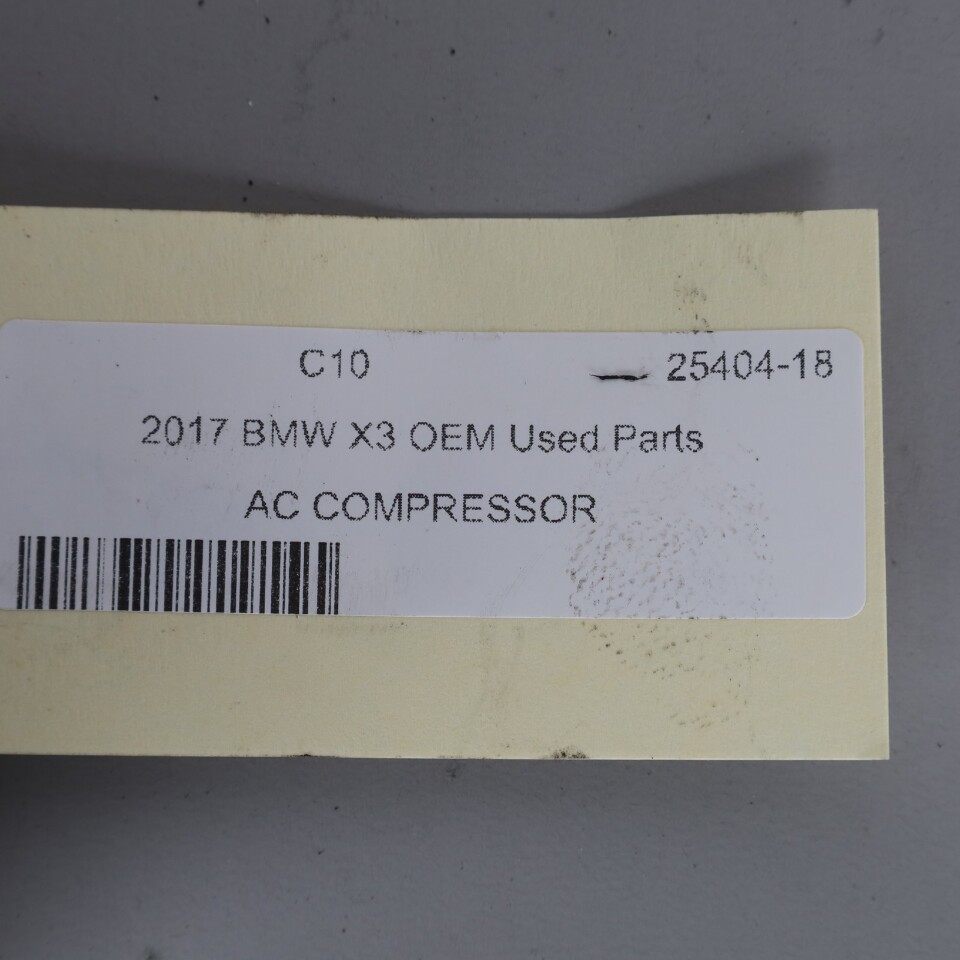 C10 25404-18
2017 BMW X3 OEM Used Parts
AC COMPRESSOR